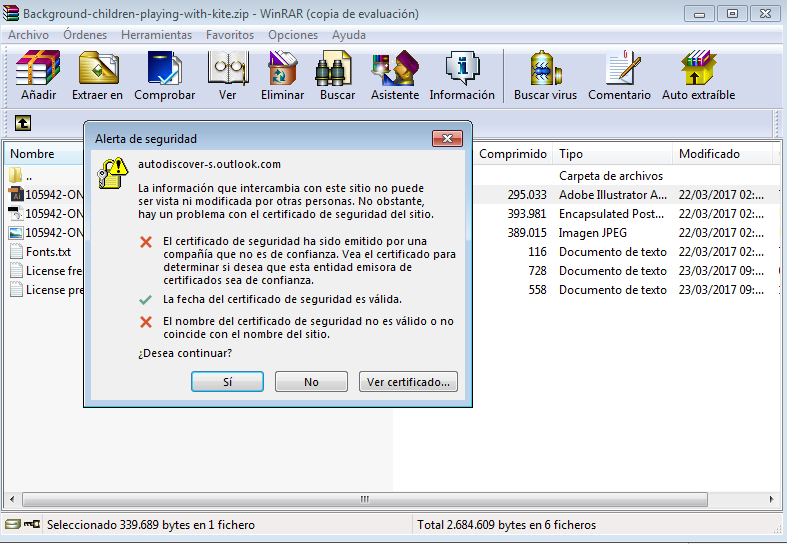 Background-children-playing-with-kite.zip - WinRAR (copia de evaluación)
Archivo Órdenes Herramientas Favoritos Opciones Ayuda
Añadir Extraer en Comprobar Ver Eliminar Buscar Asistente Información Buscar virus Comentario Auto extraíble
Nombre Comprimido Tipo Modificado
.. Carpeta de archivos
105942-ON 295.033 Adobe Illustrator A... 22/03/2017 02:...
105942-ON 393.981 Encapsulated Post... 22/03/2017 02:...
105942-ON 389.015 Imagen JPEG 22/03/2017 02:...
Fonts.txt 116 Documento de texto 22/03/2017 02:...
License fre 728 Documento de texto 23/03/2017 09:...
License pre 558 Documento de texto 23/03/2017 09:...
Alerta de seguridad
autodiscover-s.outlook.com
La información que intercambia con este sitio no puede
ser vista ni modificada por otras personas. No obstante,
hay un problema con el certificado de seguridad del sitio.
El certificado de seguridad ha sido emitido por una
compañía que no es de confianza. Vea el certificado para
determinar si desea que esta entidad emisora de
certificados sea de confianza.
La fecha del certificado de seguridad es válida.
El nombre del certificado de seguridad no es válido o no
coincide con el nombre del sitio.
¿Desea continuar?
Sí No Ver certificado...
Seleccionado 339.689 bytes en 1 fichero Total 2.684.609 bytes en 6 ficheros